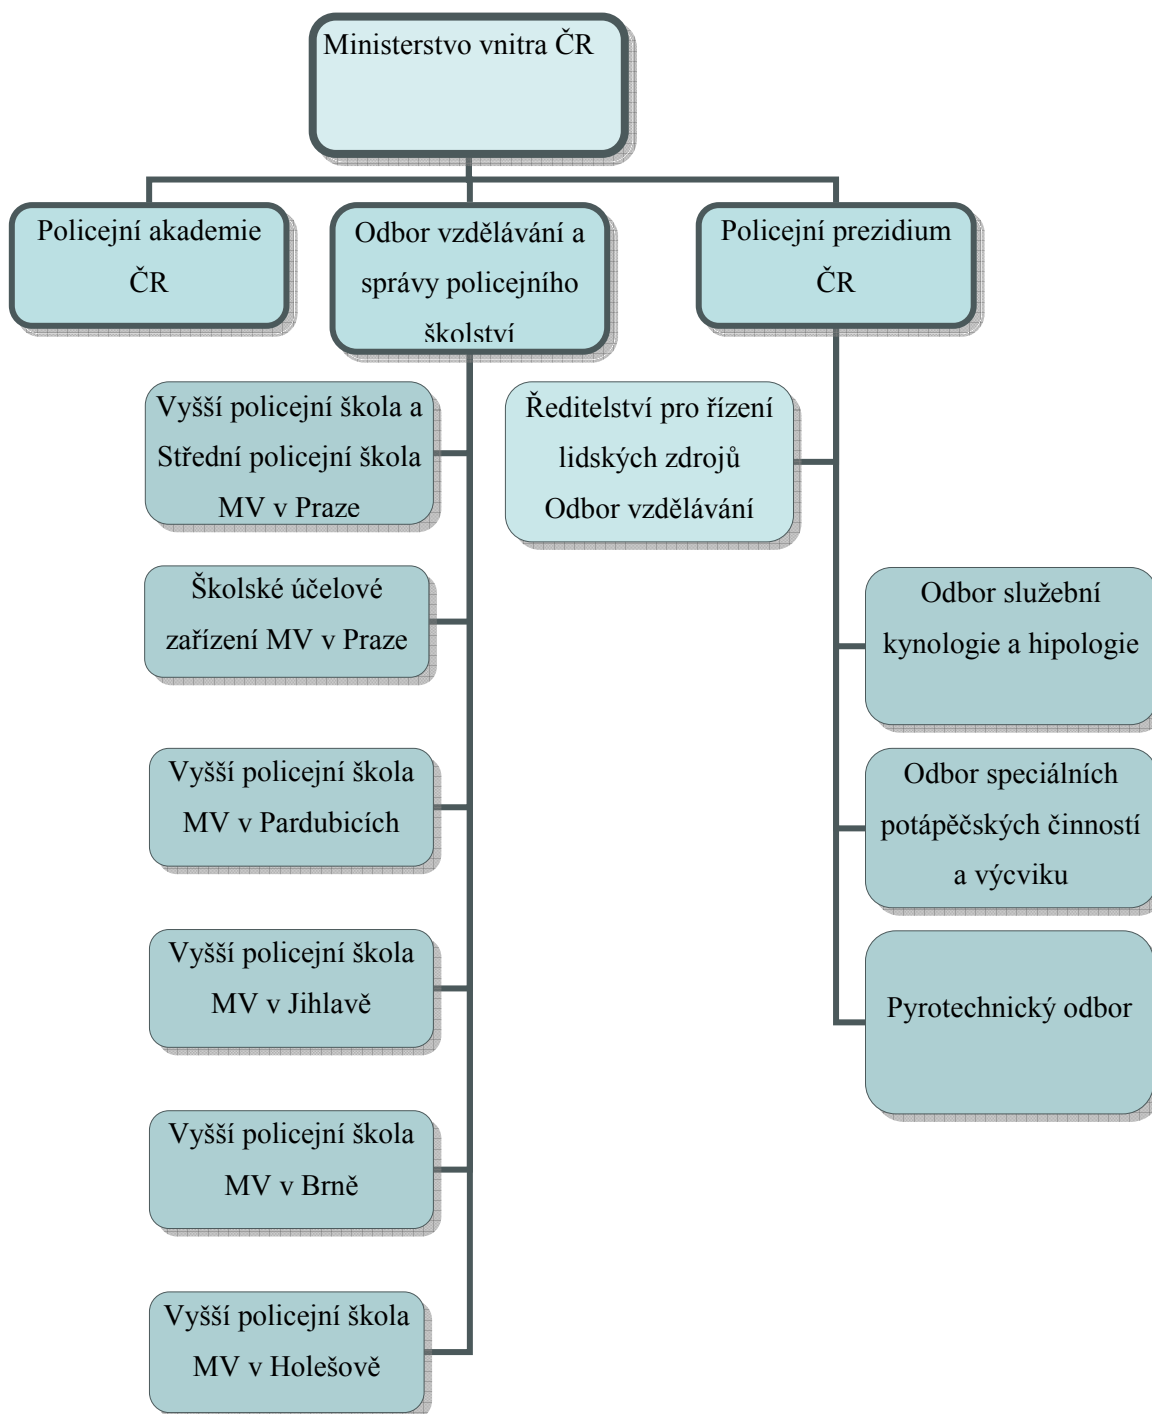 Ministerstvo vnitra ČR
Policejní akademie
ČR
Odbor vzdělávání a
správy policejního
školství
Policejní prezidium
ČR
Vyšší policejní škola a
Střední policejní škola
MV v Praze
Ředitelství pro řízení
lidských zdrojů
Odbor vzdělávání
Školské účelové
zařízení MV v Praze
Odbor služební
kynologie a hipologie
Vyšší policejní škola
MV v Pardubicích
Odbor speciálních
potápěčských činností
a výcviku
Vyšší policejní škola
MV v Jihlavě
Pyrotechnický odbor
Vyšší policejní škola
MV v Brně
Vyšší policejní škola
MV v Holešově